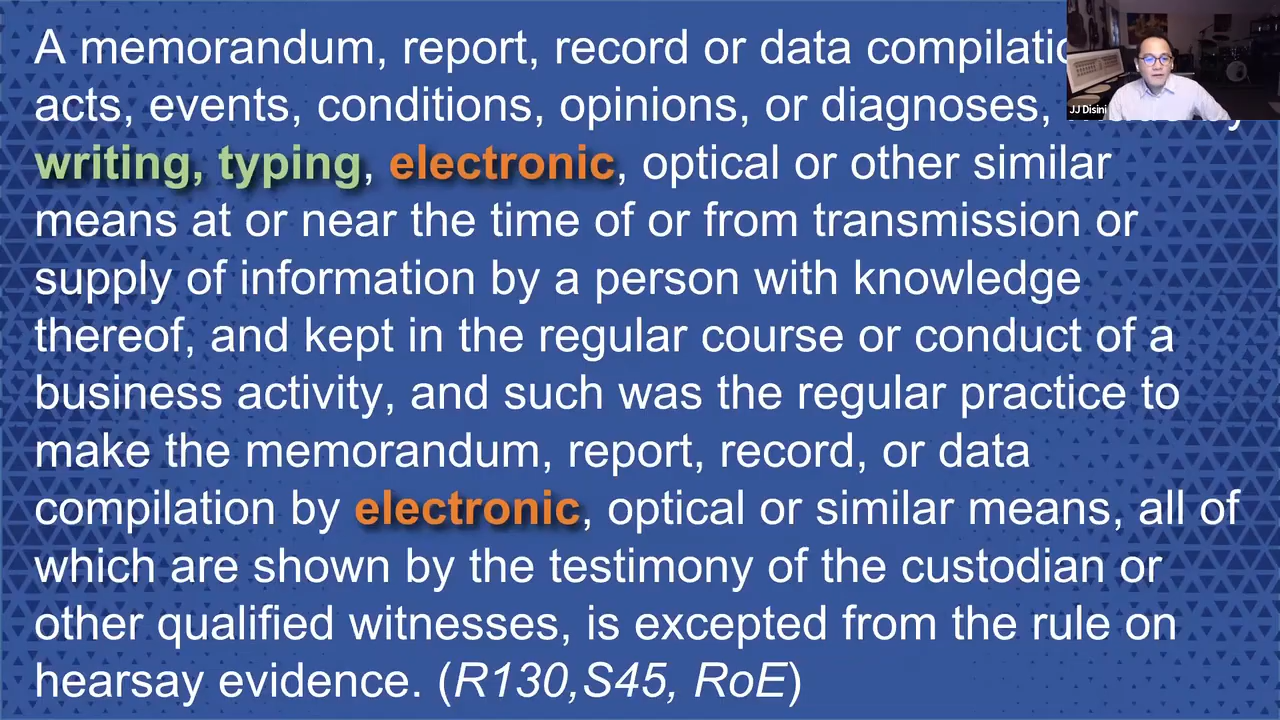 A memorandum, report, record or data
JJ Disini
acts, events, conditions, opinions, or diagnoses,
writing, typing, electronic, optical or other similar
means at or near the time of or from transmission or
supply of information by a person with knowledge
thereof, and kept in the regular course or conduct of a
business activity, and such was the regular practice to
make the memorandum, report, record, or data
compilation by electronic, optical or similar means, all of
which are shown by the testimony of the custodian or
other qualified witnesses, is excepted from the rule on
hearsay evidence. (R130,S45, RoE)